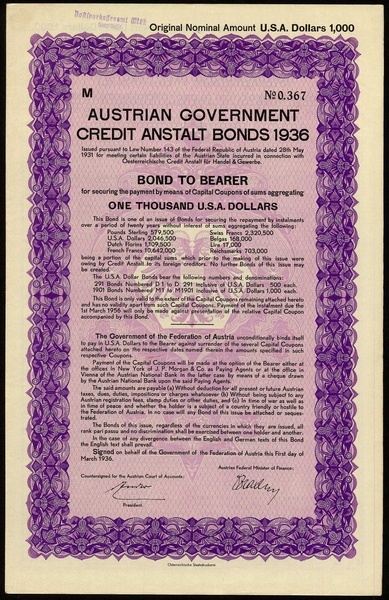 Original Nominal Amount U.S.A. Dollars 1,000
M
No 0.367
AUSTRIAN GOVERNMENT
CREDIT ANSTALT BONDS 1936
Issued pursuant to Law Number 143 of the Federal Republic of Austria dated 28th May
1931 for meeting certain liabilities of the Austrian State incurred in connection with
Oesterreichische Credit Anstalt für Handel & Gewerbe.
BOND TO BEARER
for securing the payment by means of Capital Coupons of sums aggregating
ONE THOUSAND U.S.A. DOLLARS
This Bond is one of an issue of Bonds for securing the repayment by instalments
over a period of twenty years without interest of sums aggregating the following:
Pounds Sterling 579,500 Swiss Francs 2,320,500
U.S.A. Dollars 2,046,500 Belgas 168,000
Dutch Florins 1,109,500 Lire 17,000
French Francs 10,642,000 Reichsmarks 103,000
being a portion of the capital sums which prior to the making of this issue were
owing by Credit Anstalt to its foreign creditors. No further Bonds of this issue may
be created.
The U.S.A. Dollar Bonds bear the following numbers and denominations:
291 Bonds Numbered D 1 to D 291 inclusive of U.S.A. Dollars 500 each.
1901 Bonds Numbered M1 to M1901 inclusive of U.S.A. Dollars 1,000 each.
This Bond is only valid to the extent of the Capital Coupons remaining attached hereto
and has no validity apart from such Capital Coupons. Payment of the instalment due the
1st March 1956 will only be made against presentation of the relative Capital Coupon
accompanied by this Bond.
The Government of the Federation of Austria unconditionally binds itself
to pay in U.S.A. Dollars to the Bearer against surrender of the several Capital Coupons
attached hereto on the respective dates named therein the amounts specified in such
respective Coupons.
Payment of the Capital Coupons will be made at the option of the Bearer either at
the offices in New York of J. P. Morgan & Co. as Paying Agents or at the office in
Vienna of the Austrian National Bank in the latter case by means of a cheque drawn
by the Austrian National Bank upon the said Paying Agents.
The said amounts are payable (a) Without deduction for all present or future Austrian
taxes, dues, duties, impositions or charges whatsoever (b) Without being subject to any
Austrian registration fees, stamp duties or other duties, and (c) In time of war as well as
in time of peace and whether the holder is a subject of a country friendly or hostile to
the Federation of Austria. In no case will any Bond of this issue be attached or seques-
trated.
The Bonds of this issue, regardless of the currencies in which they are issued, all
rank pari passu and no discrimination shall be exercised between one holder and another.
In the case of any divergence between the English and German texts of this Bond
the English text shall prevail.
Signed on behalf of the Government of the Federation of Austria this First day of
March 1936.
Austrian Federal Minister of Finance:
Countersigned for the Austrian Court of Accounts:
President.
Österreichische Staatsdruckerei